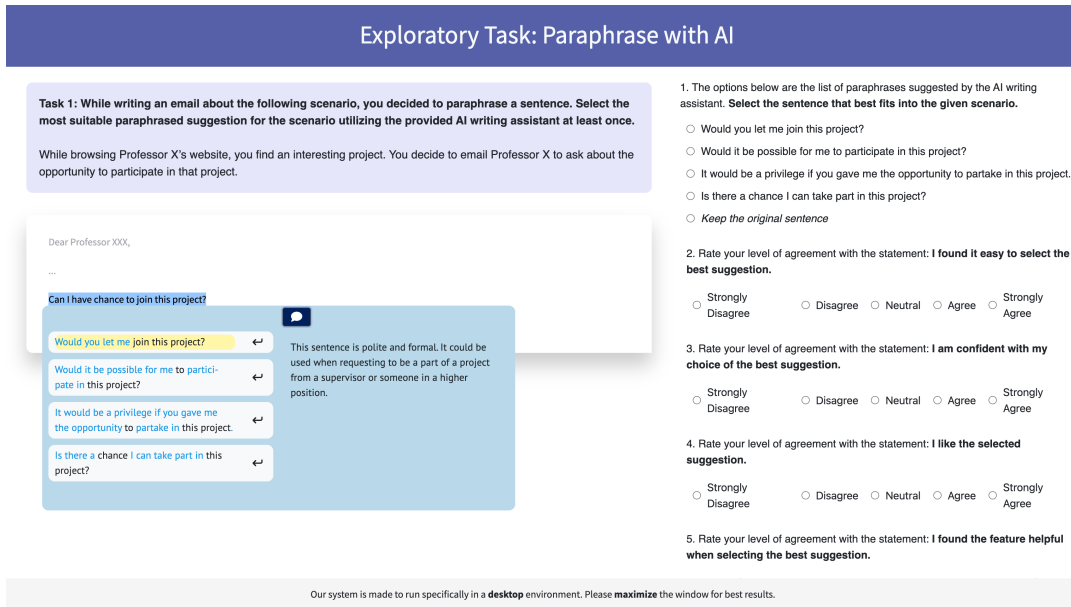 Exploratory Task: Paraphrase with AI
Task 1: While writing an email about the following scenario, you decided to paraphrase a sentence. Select the
most suitable paraphrased suggestion for the scenario utilizing the provided AI writing assistant at least once.
While browsing Professor X's website, you find an interesting project. You decide to email Professor X to ask about the
opportunity to participate in that project.
Dear Professor XXX,
...
Can I have chance to join this project?
Would you let me join this project?
Would it be possible for me to partici-
pate in this project?
It would be a privilege if you gave me
the opportunity to partake in this project.
Is there a chance I can take part in this
project?
This sentence is polite and formal. It could be
used when requesting to be a part of a project
from a supervisor or someone in a higher
position.
1. The options below are the list of paraphrases suggested by the AI writing
assistant. Select the sentence that best fits into the given scenario.
Would you let me join this project?
Would it be possible for me to participate in this project?
It would be a privilege if you gave me the opportunity to partake in this project.
Is there a chance I can take part in this project?
Keep the original sentence
2. Rate your level of agreement with the statement: I found it easy to select the
best suggestion.
Strongly
Disagree
Disagree
Neutral
Agree
Strongly
Agree
3. Rate your level of agreement with the statement: I am confident with my
choice of the best suggestion.
Strongly
Disagree
Disagree
Neutral
Agree
Strongly
Agree
4. Rate your level of agreement with the statement: I like the selected
suggestion.
Strongly
Disagree
Disagree
Neutral
Agree
Strongly
Agree
5. Rate your level of agreement with the statement: I found the feature helpful
when selecting the best suggestion.
Our system is made to run specifically in a desktop environment. Please maximize the window for best results.